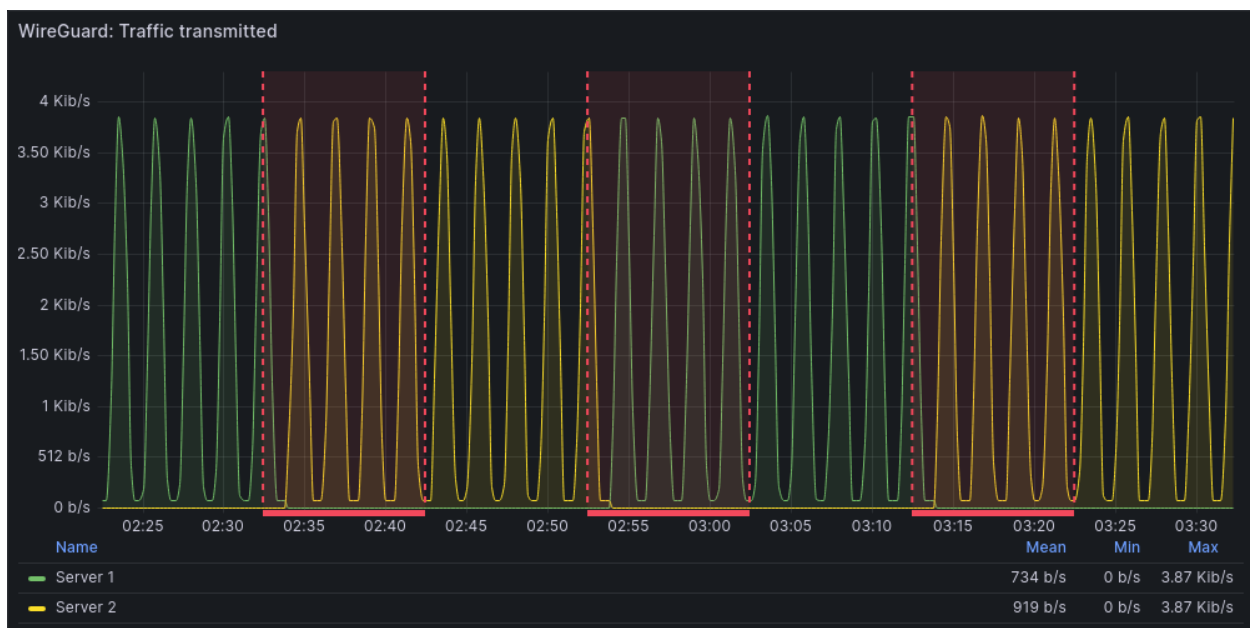 WireGuard: Traffic transmitted
4 Kib/s
3.50 Kib/s
3 Kib/s
2.50 Kib/s
2 Kib/s
1.50 Kib/s
1 Kib/s
512 b/s
0 b/s
02:25 02:30 02:35 02:40 02:45 02:50 02:55 03:00 03:05 03:10 03:15 03:20 03:25 03:30
Name Mean Min Max
Server 1 734 b/s 0 b/s 3.87 Kib/s
Server 2 919 b/s 0 b/s 3.87 Kib/s